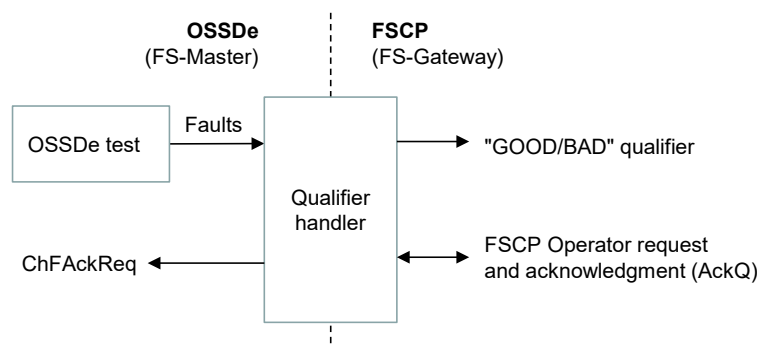 OSSDe
(FS-Master)
FSCP
(FS-Gateway)
OSSDe test
Faults
Qualifier
handler
"GOOD/BAD" qualifier
ChFAckReq
FSCP Operator request
and acknowledgment (AckQ)